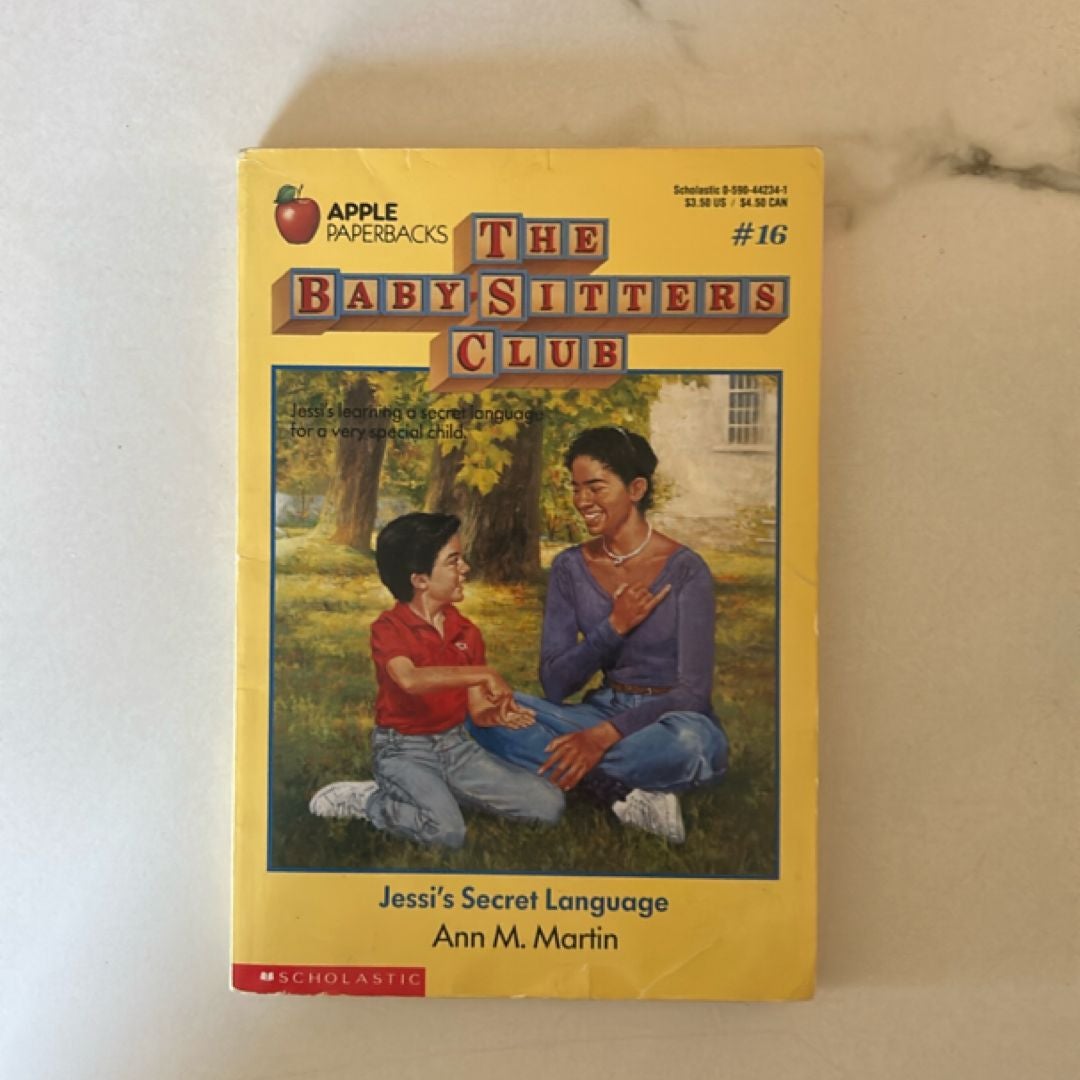 APPLE
PAPERBACKS
Scholastic 0-590-44234-1
$3.50 US / $4.50 CAN
#16
THE
BABY-SITTERS
CLUB
Jessi's learning a secret language
for a very special child.
Jessi's Secret Language
Ann M. Martin
SCHOLASTIC